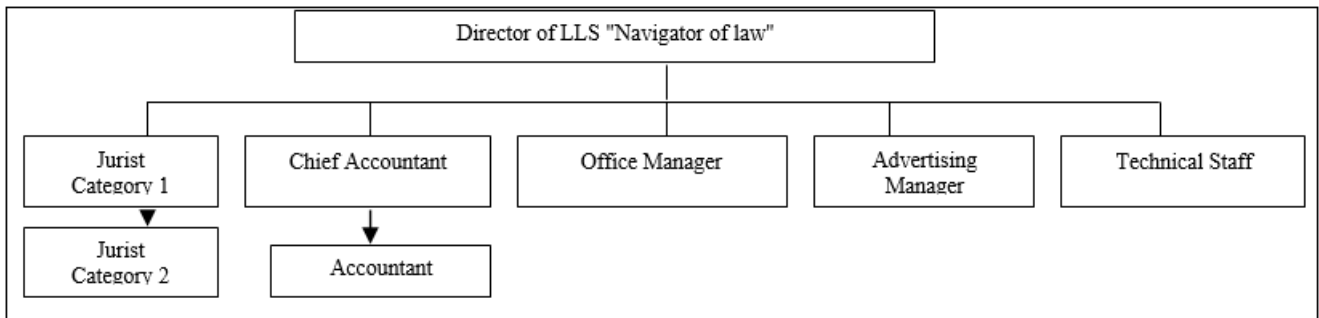 Director of LLS "Navigator of law"
Jurist
Category 1
Chief Accountant
Office Manager
Advertising
Manager
Technical Staff
Jurist
Category 2
Accountant